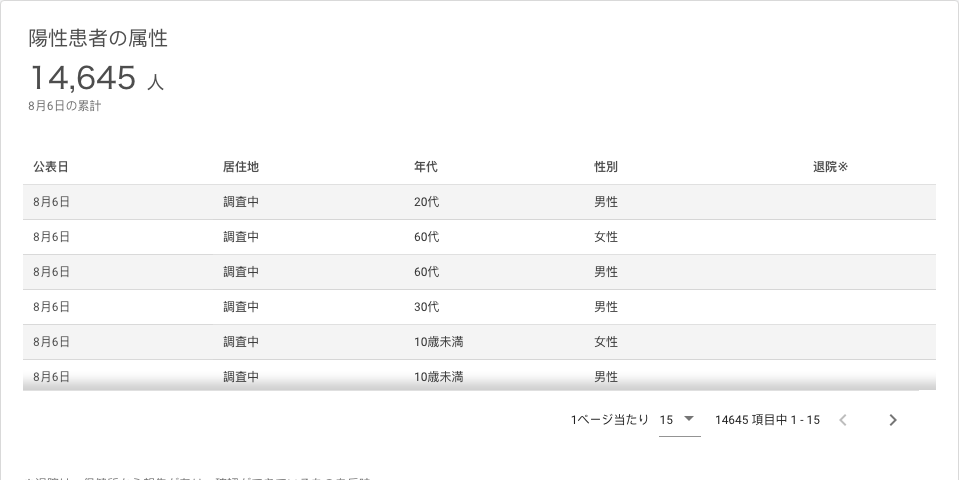 陽性患者の属性
14,645 人
8月6日の累計
公表日 居住地 年代 性別 退院※
8月6日 調査中 20代 男性
8月6日 調査中 60代 女性
8月6日 調査中 60代 男性
8月6日 調査中 30代 男性
8月6日 調査中 10歳未満 女性
8月6日 調査中 10歳未満 男性
1ページ当たり 15 14645 項目中 1 - 15